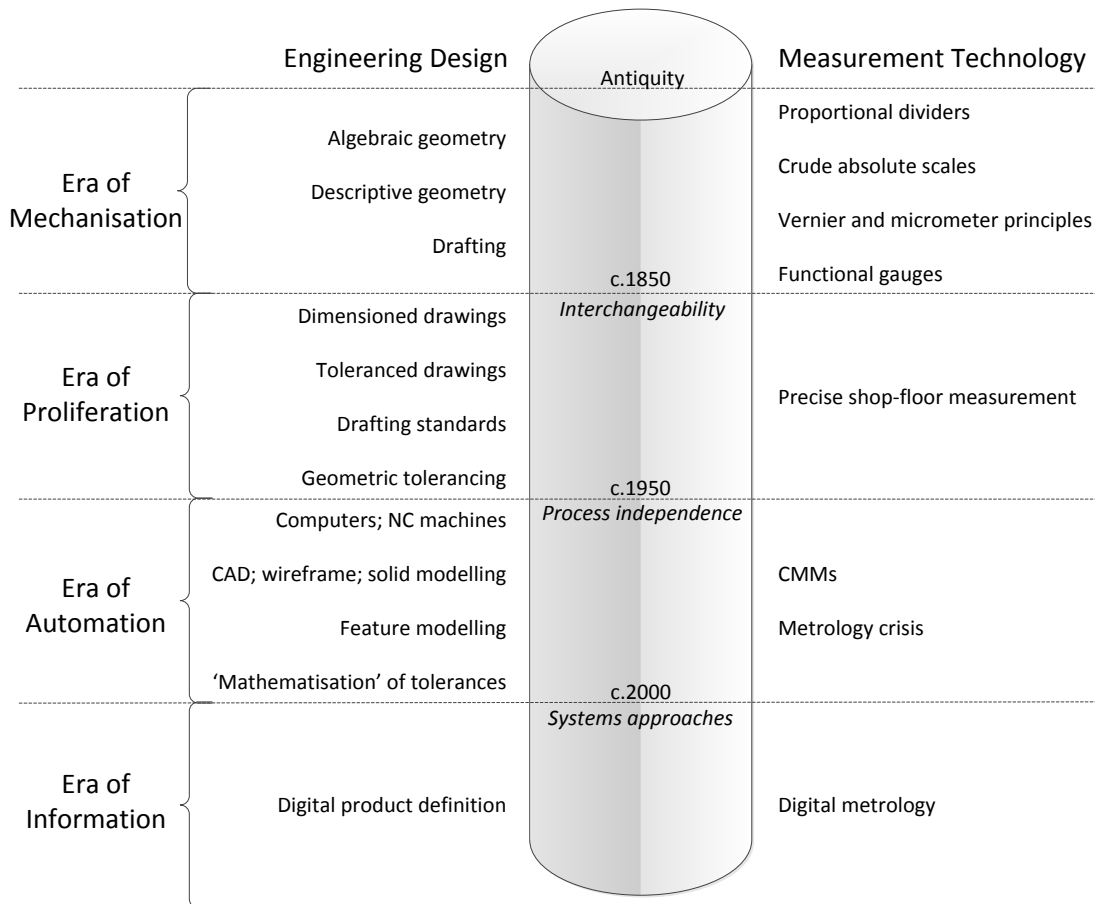 Engineering Design
Antiquity
Measurement Technology
Era of
Mechanisation
Algebraic geometry
Descriptive geometry
Drafting
Proportional dividers
Crude absolute scales
Vernier and micrometer principles
Functional gauges
c.1850
Interchangeability
Era of
Proliferation
Dimensioned drawings
Toleranced drawings
Drafting standards
Geometric tolerancing
Precise shop-floor measurement
c.1950
Process independence
Era of
Automation
Computers; NC machines
CAD; wireframe; solid modelling
Feature modelling
‘Mathematisation’ of tolerances
CMMs
Metrology crisis
c.2000
Systems approaches
Era of
Information
Digital product definition
Digital metrology